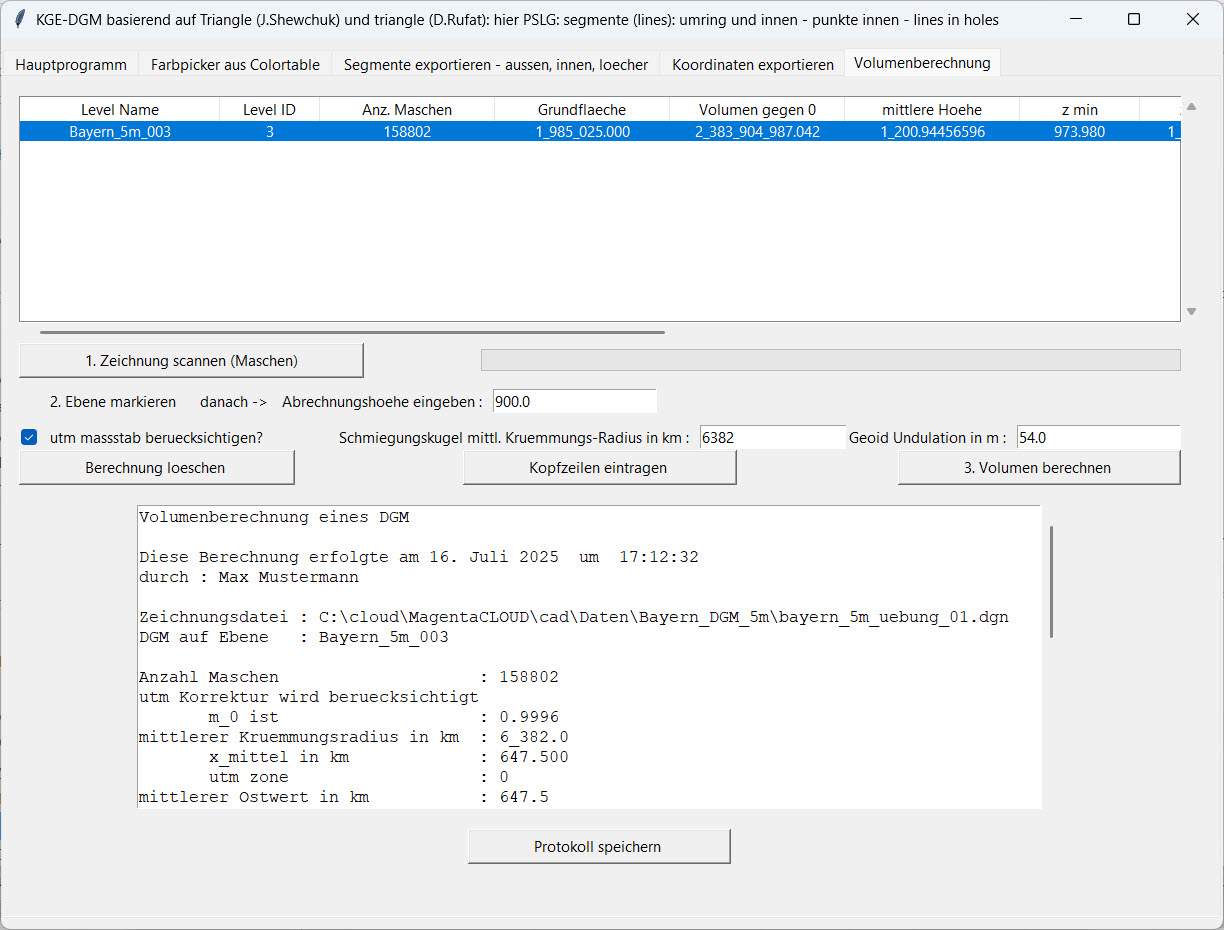 KGE-DGM basierend auf Triangle (J.Shewchuk) und triangle (D.Rufat): hier PSLG: segmente (lines): umring und innen - punkte innen - lines in holes
Hauptprogramm Farbpicker aus Colortable Segmente exportieren - aussen, innen, loecher Koordinaten exportieren Volumenberechnung
Level Name Level ID Anz. Maschen Grundflaeche Volumen gegen 0 mittlere Hoehe z min
Bayern_5m_003 3 158802 1_985_025.000 2_383_904_987.042 1_200.94456596 973.980 1_
1. Zeichnung scannen (Maschen)
2. Ebene markieren danach -> Abrechnungshoehe eingeben : 900.0
utm massstab beruecksichtigen? Schmiegungskugel mittl. Kruemmungs-Radius in km : 6382 Geoid Undulation in m : 54.0
Berechnung loeschen Kopfzeilen eintragen 3. Volumen berechnen
Volumenberechnung eines DGM
Diese Berechnung erfolgte am 16. Juli 2025 um 17:12:32
durch : Max Mustermann
Zeichnungsdatei : C:\cloud\MagentaCLOUD\cad\Daten\Bayern_DGM_5m\bayern_5m_uebung_01.dgn
DGM auf Ebene : Bayern_5m_003
Anzahl Maschen : 158802
utm Korrektur wird beruecksichtigt
m_0 ist : 0.9996
mittlerer Kruemmungsradius in km : 6_382.0
x_mittel in km : 647.500
utm zone : 0
mittlerer Ostwert in km : 647.5
Protokoll speichern